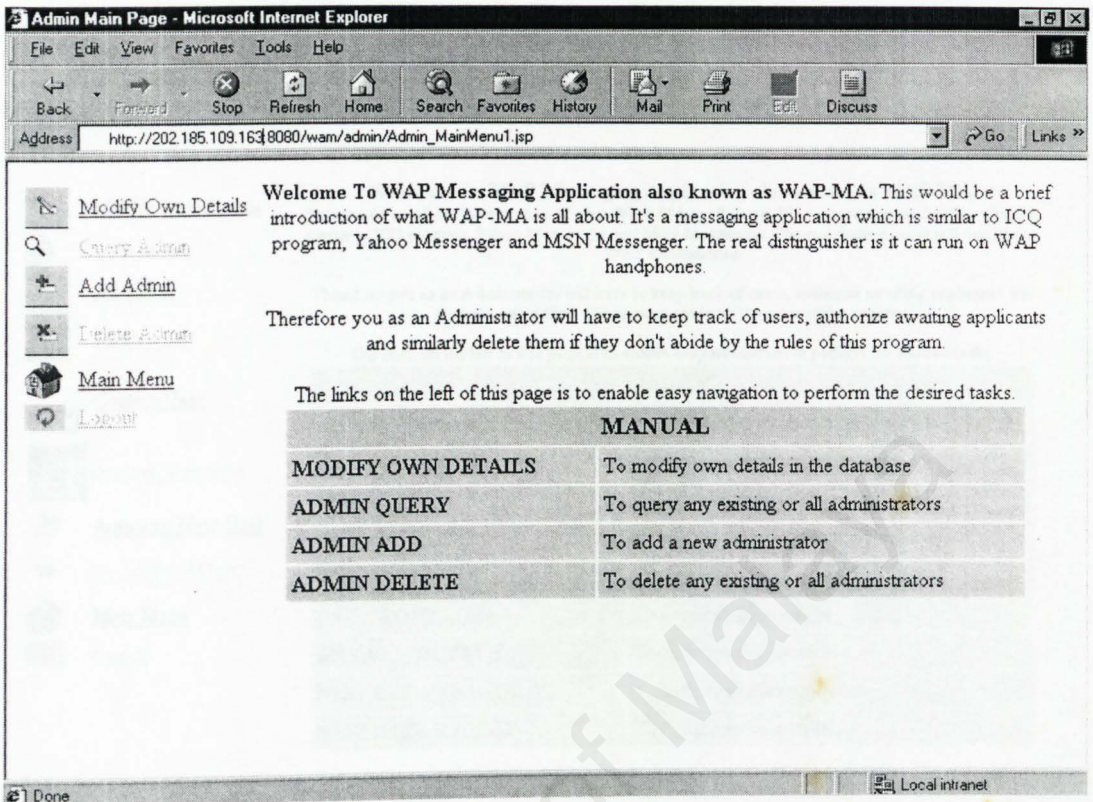 Admin Main Page - Microsoft Internet Explorer
File Edit View Favorites Tools Help
Back Forward Stop Refresh Home Search Favorites History Mail Print Edit Discuss
Address http://202.185.109.163:8080/wam/admin/Admin_MainMenu1.jsp Go Links »
Modify Own Details
Query Admin
Add Admin
Delete Admin
Main Menu
Logout
Welcome To WAP Messaging Application also known as WAP-MA. This would be a brief
introduction of what WAP-MA is all about. It's a messaging application which is similar to ICQ
program, Yahoo Messenger and MSN Messenger. The real distinguisher is it can run on WAP
handphones.
Therefore you as an Administrator will have to keep track of users, authorize awaiting applicants
and similarly delete them if they don't abide by the rules of this program.
The links on the left of this page is to enable easy navigation to perform the desired tasks.
MANUAL
MODIFY OWN DETAILS To modify own details in the database
ADMIN QUERY To query any existing or all administrators
ADMIN ADD To add a new administrator
ADMIN DELETE To delete any existing or all administrators
of Malaya
Done Local intranet